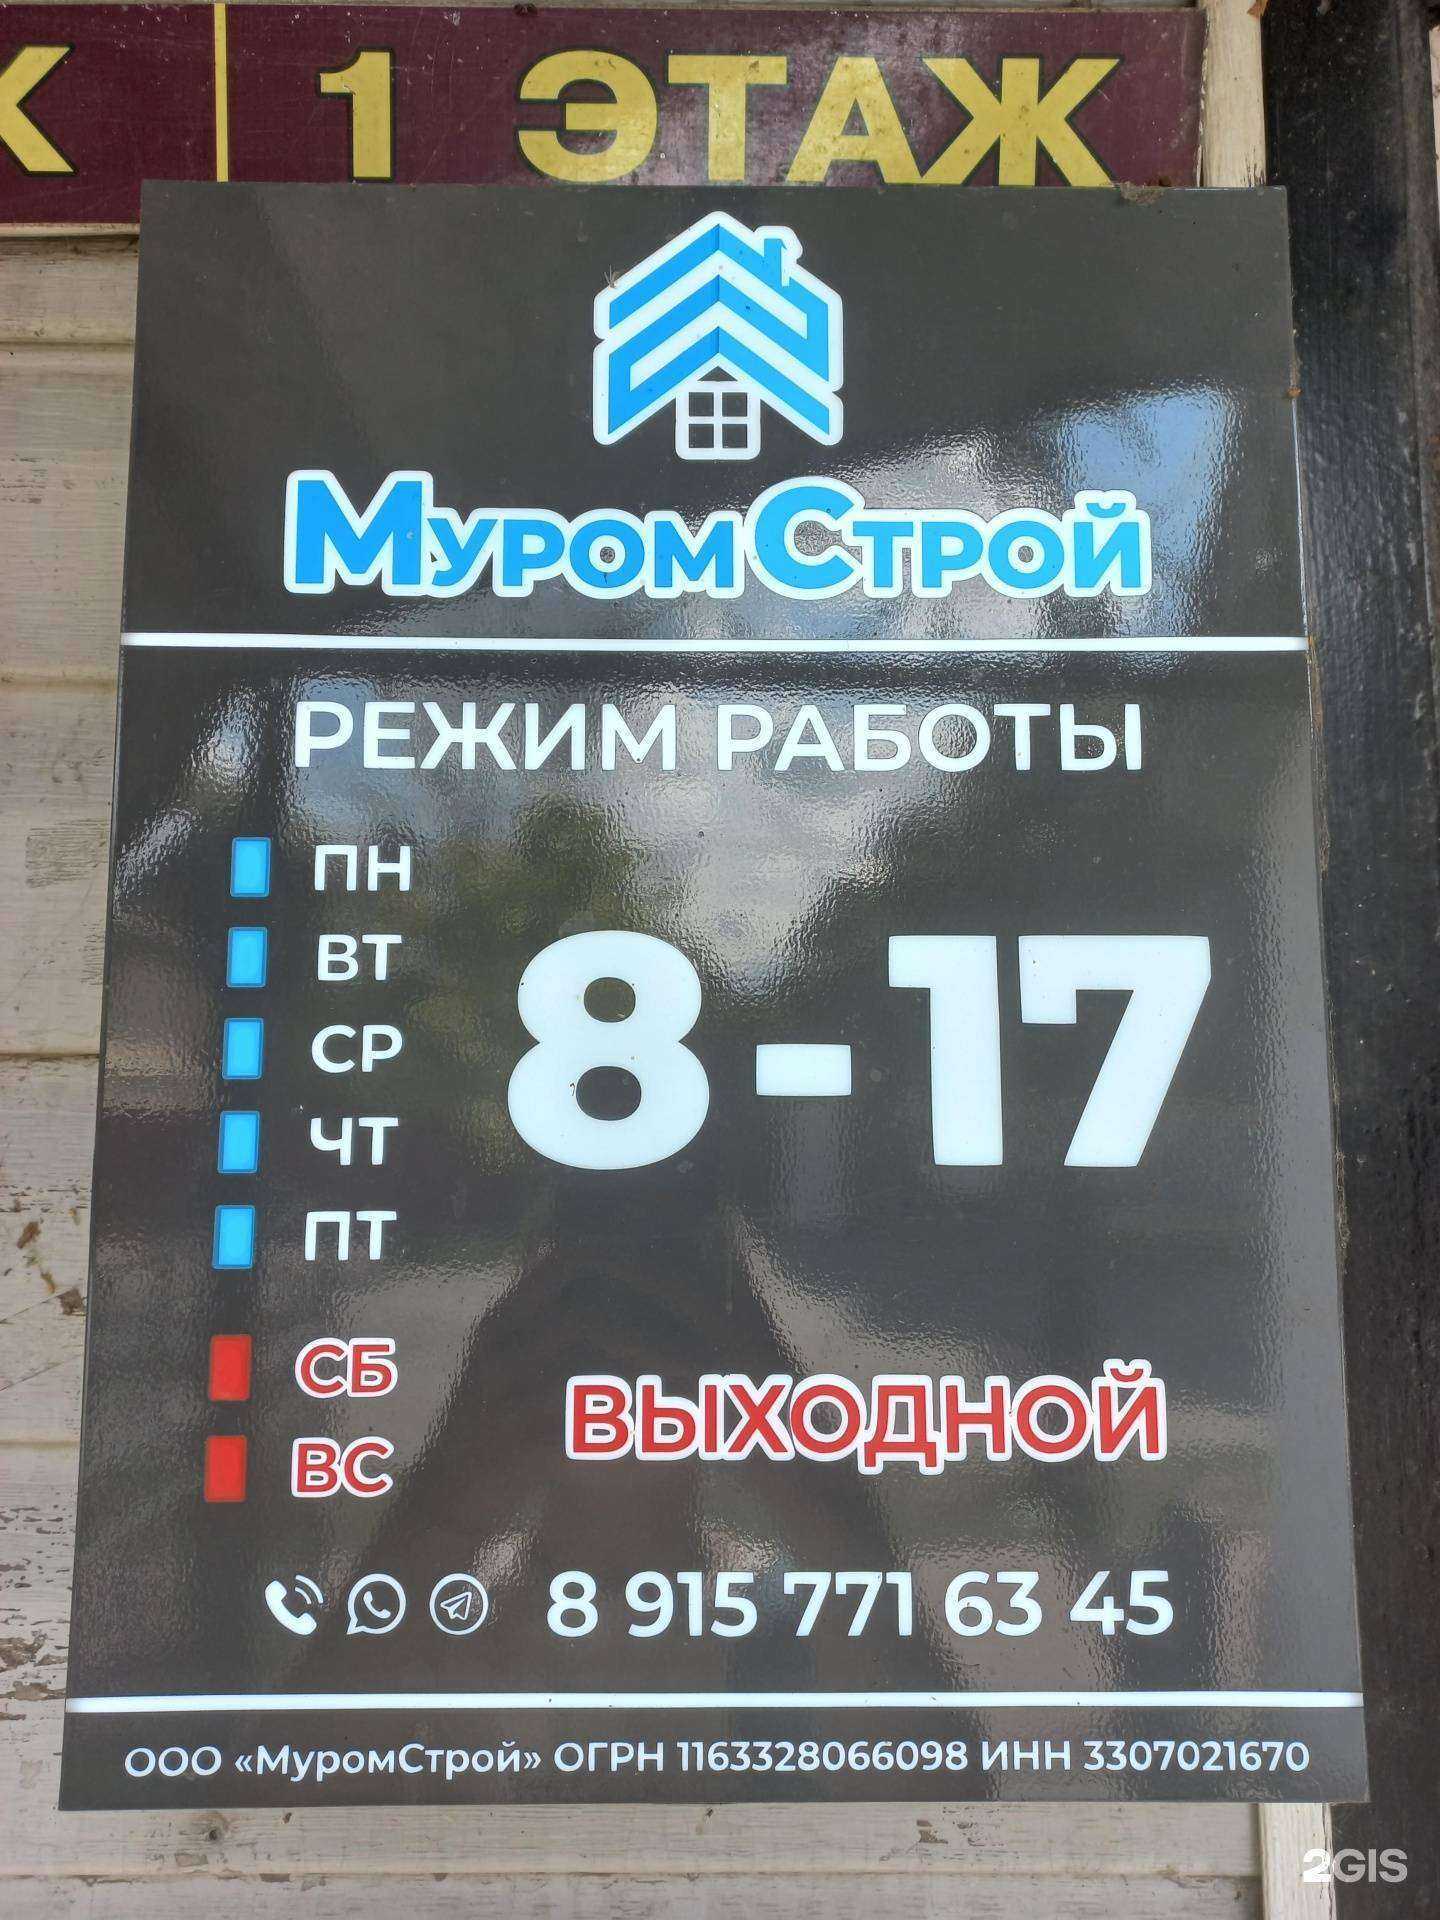 1 ЭТАЖ
МуромСтрой
РЕЖИМ РАБОТЫ
ПН
ВТ
СР
ЧТ
ПТ
8-17
СБ
ВС
ВЫХОДНОЙ
8 915 771 63 45
ООО «МуромСтрой» ОГРН 1163328066098 ИНН 3307021670
2GIS